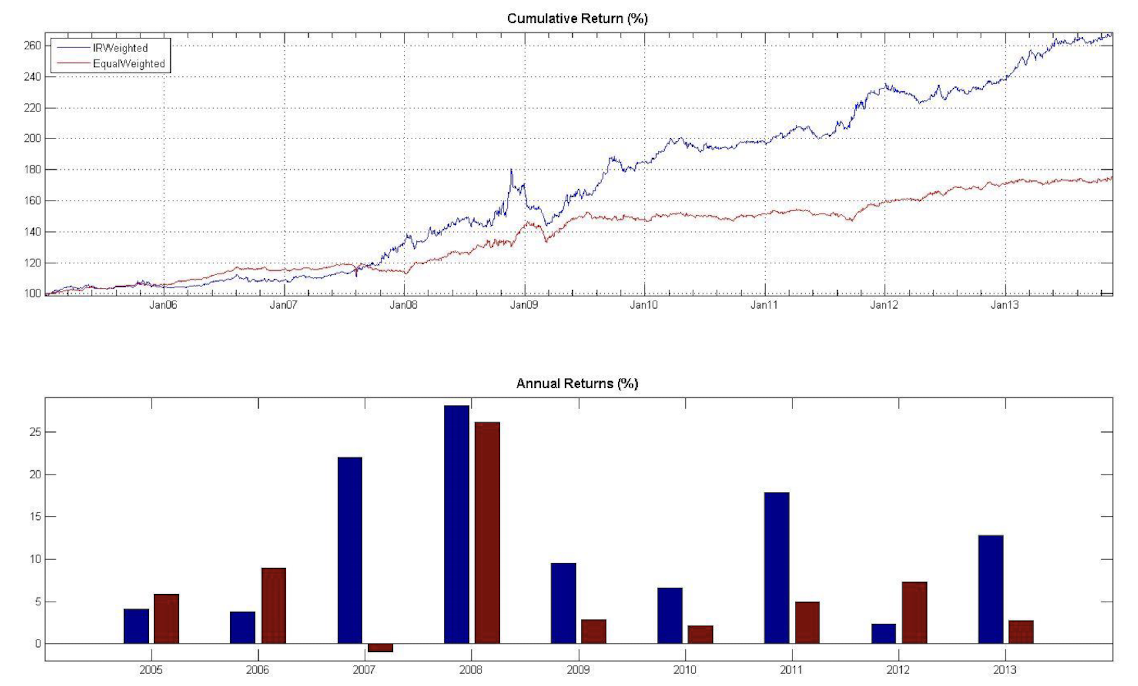 Cumulative Return (%)
IRWeighted
EqualWeighted
260
240
220
200
180
160
140
120
100
Jan06 Jan07 Jan08 Jan09 Jan10 Jan11 Jan12 Jan13
Annual Returns (%)
25
20
15
10
5
0
2005 2006 2007 2008 2009 2010 2011 2012 2013